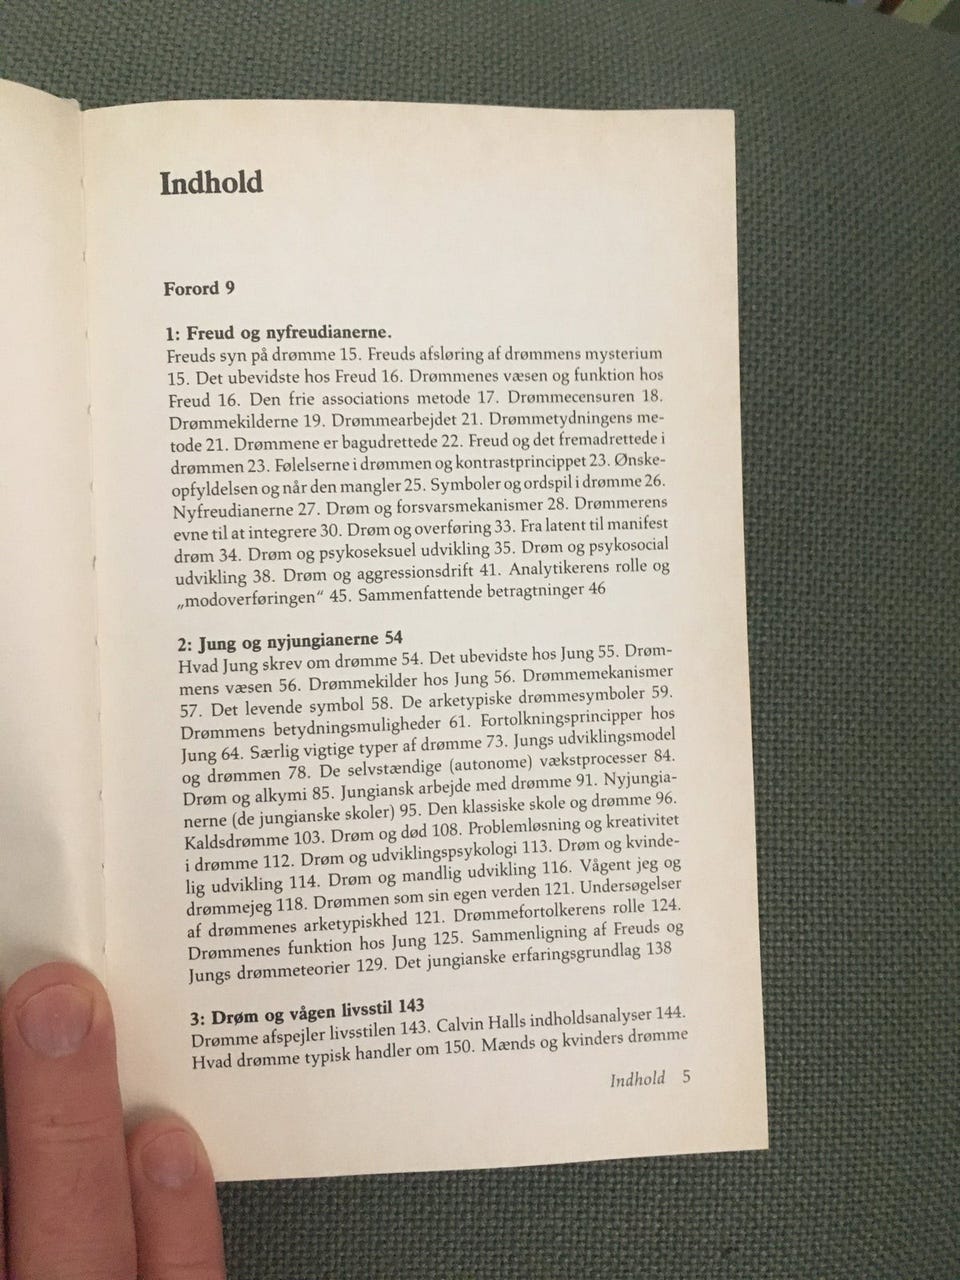 Indhold
Forord 9
1: Freud og nyfreudianerne.
Freuds syn på drømme 15. Freuds afsløring af drømmens mysterium
15. Det ubevidste hos Freud 16. Drømmenes væsen og funktion hos
Freud 16. Den frie associations metode 17. Drømmecensuren 18.
Drømmekilderne 19. Drømmearbejdet 21. Drømmetydningens me-
tode 21. Drømmene er bagudrettede 22. Freud og det fremadrettede i
drømmen 23. Følelserne i drømmen og kontrastprincippet 23. Ønske-
opfyldelsen og når den mangler 25. Symboler og ordspil i drømme 26.
Nyfreudianerne 27. Drøm og forsvarsmekanismer 28. Drømmerens
evne til at integrere 30. Drøm og overføring 33. Fra latent til manifest
drøm 34. Drøm og psykoseksuel udvikling 35. Drøm og psykosocial
udvikling 38. Drøm og aggressionsdrift 41. Analytikerens rolle og
„modoverføringen“ 45. Sammenfattende betragtninger 46
2: Jung og nyjungianerne 54
Hvad Jung skrev om drømme 54. Det ubevidste hos Jung 55. Drøm-
mens væsen 56. Drømmekilder hos Jung 56. Drømmemekanismer
57. Det levende symbol 58. De arketypiske drømmesymboler 59.
Drømmens betydningsmuligheder 61. Fortolkningsprincipper hos
Jung 64. Særlig vigtige typer af drømme 73. Jungs udviklingsmodel
og drømmen 78. De selvstændige (autonome) vækstprocesser 84.
Drøm og alkymi 85. Jungiansk arbejde med drømme 91. Nyjungia-
nerne (de jungianske skoler) 95. Den klassiske skole og drømme 96.
Kaldsdrømme 103. Drøm og død 108. Problemløsning og kreativitet
i drømme 112. Drøm og udviklingspsykologi 113. Drøm og kvinde-
lig udvikling 114. Drøm og mandlig udvikling 116. Vågent jeg og
drømmejeg 118. Drømmen som sin egen verden 121. Undersøgelser
af drømmenes arketypiskhed 121. Drømmefortolkerens rolle 124.
Drømmenes funktion hos Jung 125. Sammenligning af Freuds og
Jungs drømmeteorier 129. Det jungianske erfaringsgrundlag 138
3: Drøm og vågen livsstil 143
Drømme afspejler livsstilen 143. Calvin Halls indholdsanalyser 144.
Hvad drømme typisk handler om 150. Mænds og kvinders drømme
Indhold 5